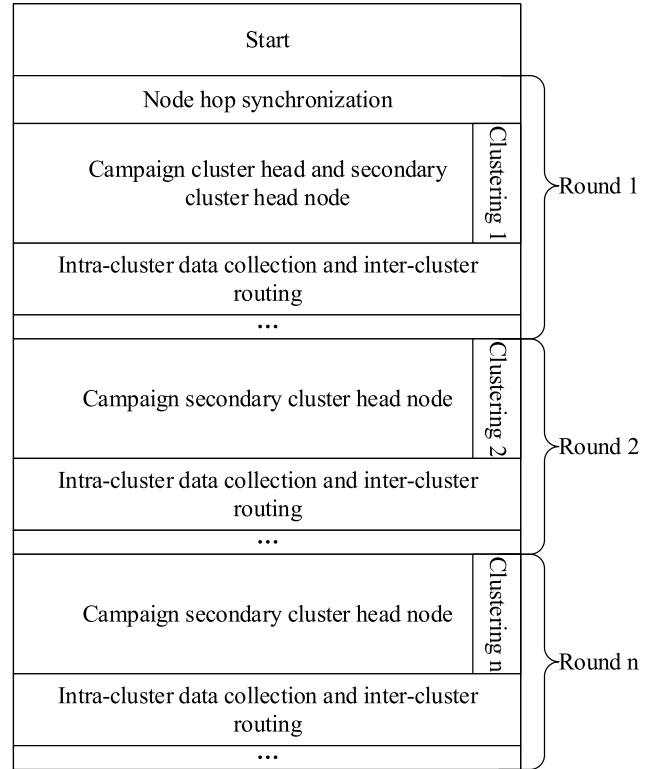 Start
Node hop synchronization
Campaign cluster head and secondary
cluster head node
Clustering 1
Round 1
Intra-cluster data collection and inter-cluster
routing
...
Campaign secondary cluster head node
Clustering 2
Round 2
Intra-cluster data collection and inter-cluster
routing
...
Campaign secondary cluster head node
Clustering n
Round n
Intra-cluster data collection and inter-cluster
routing
...